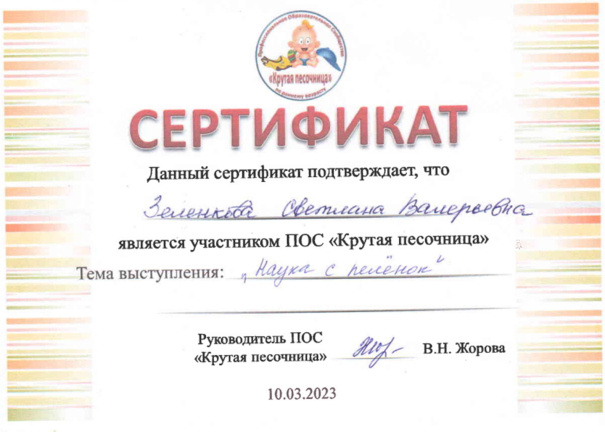 Профессиональное Образовательное Сообщество
«Крутая песочница»
по раннему возрасту
СЕРТИФИКАТ
Данный сертификат подтверждает, что
Зеленкова Светлана Валерьевна
является участником ПОС «Крутая песочница»
Тема выступления: „Наука с пелёнок"
Руководитель ПОС
«Крутая песочница» В.Н. Жорова
10.03.2023